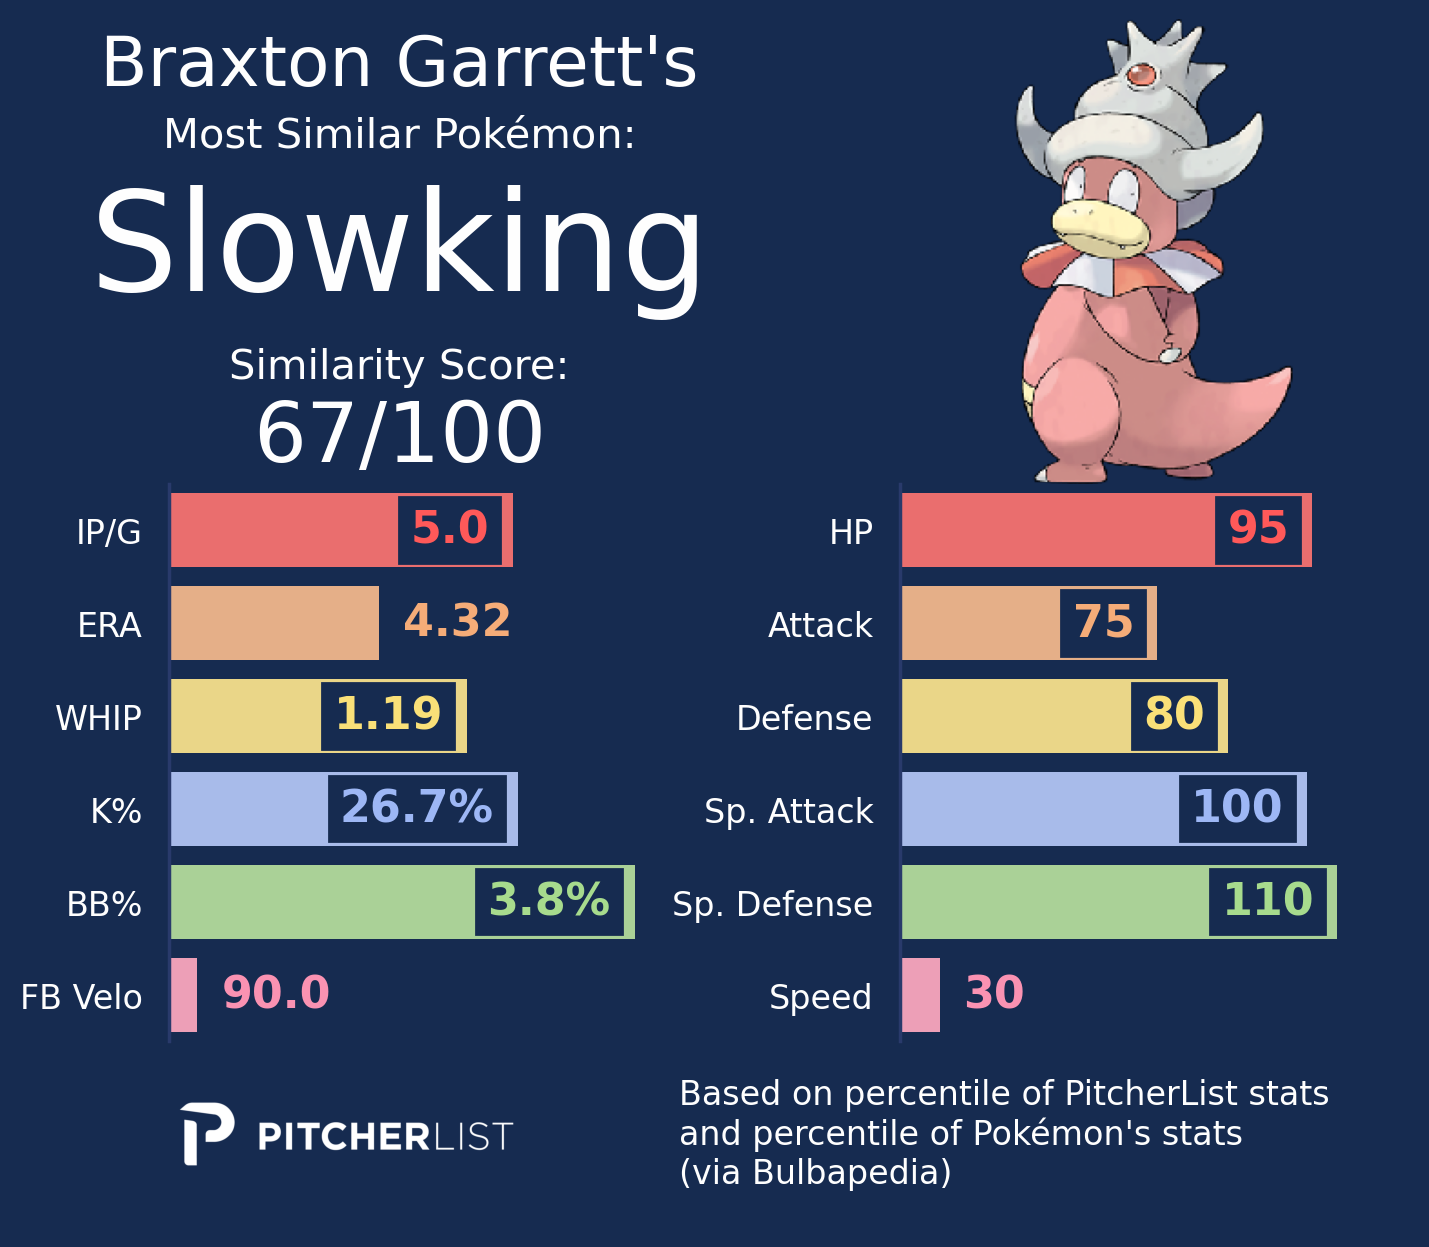 Braxton Garrett's
Most Similar Pokémon:
Slowking
Similarity Score:
67/100
IP/G 5.0
ERA 4.32
WHIP 1.19
K% 26.7%
BB% 3.8%
FB Velo 90.0
HP 95
Attack 75
Defense 80
Sp. Attack 100
Sp. Defense 110
Speed 30
PITCHERLIST
Based on percentile of PitcherList stats
and percentile of Pokémon's stats
(via Bulbapedia)